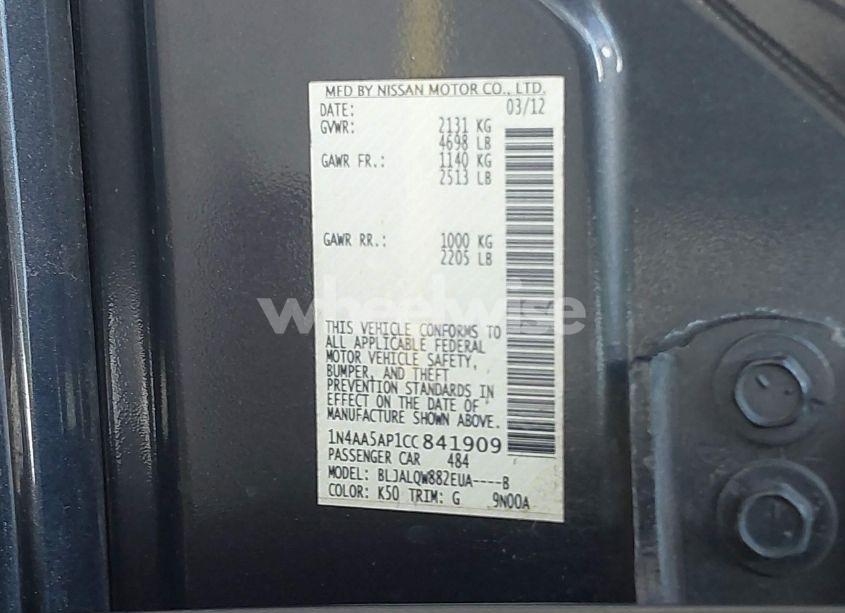 MFD BY NISSAN MOTOR CO., LTD.
DATE: 03/12
GVWR: 2131 KG
4698 LB
GAWR FR.: 1140 KG
2513 LB
GAWR RR.: 1000 KG
2205 LB
wheelwise
THIS VEHICLE CONFORMS TO
ALL APPLICABLE FEDERAL
MOTOR VEHICLE SAFETY,
BUMPER, AND THEFT
PREVENTION STANDARDS IN
EFFECT ON THE DATE OF
MANUFACTURE SHOWN ABOVE.
1N4AA5AP1CC841909
PASSENGER CAR 484
MODEL: BLJALQW882EUA----B
COLOR: K50 TRIM: G 9N00A